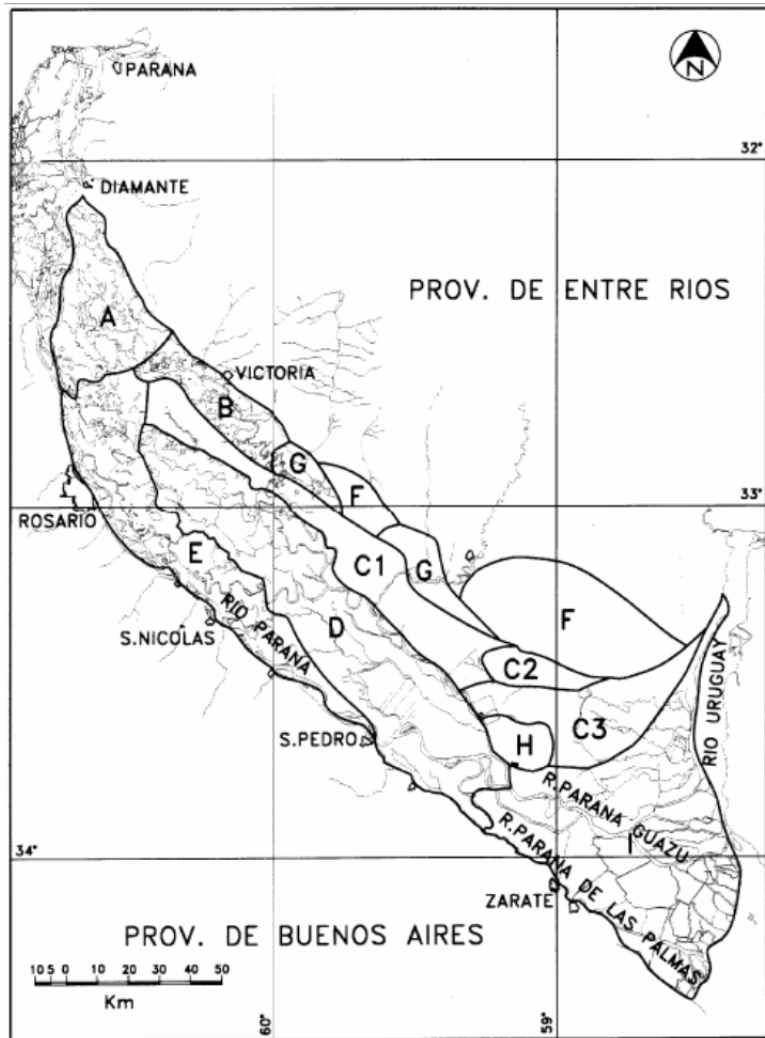 N
PARANA
32°
DIAMANTE
PROV. DE ENTRE RIOS
A
VICTORIA
B
G
F
33°
ROSARIO
C1
E
G
RIO PARANA
F
D
S.NICOLAS
C2
RIO URUGUAY
C3
S.PEDRO
H
R.PARANA GUAZU
R.PARANA DE LAS PALMAS
I
34°
ZARATE
PROV. DE BUENOS AIRES
10 5 0 10 20 30 40 50
Km
60°
59°